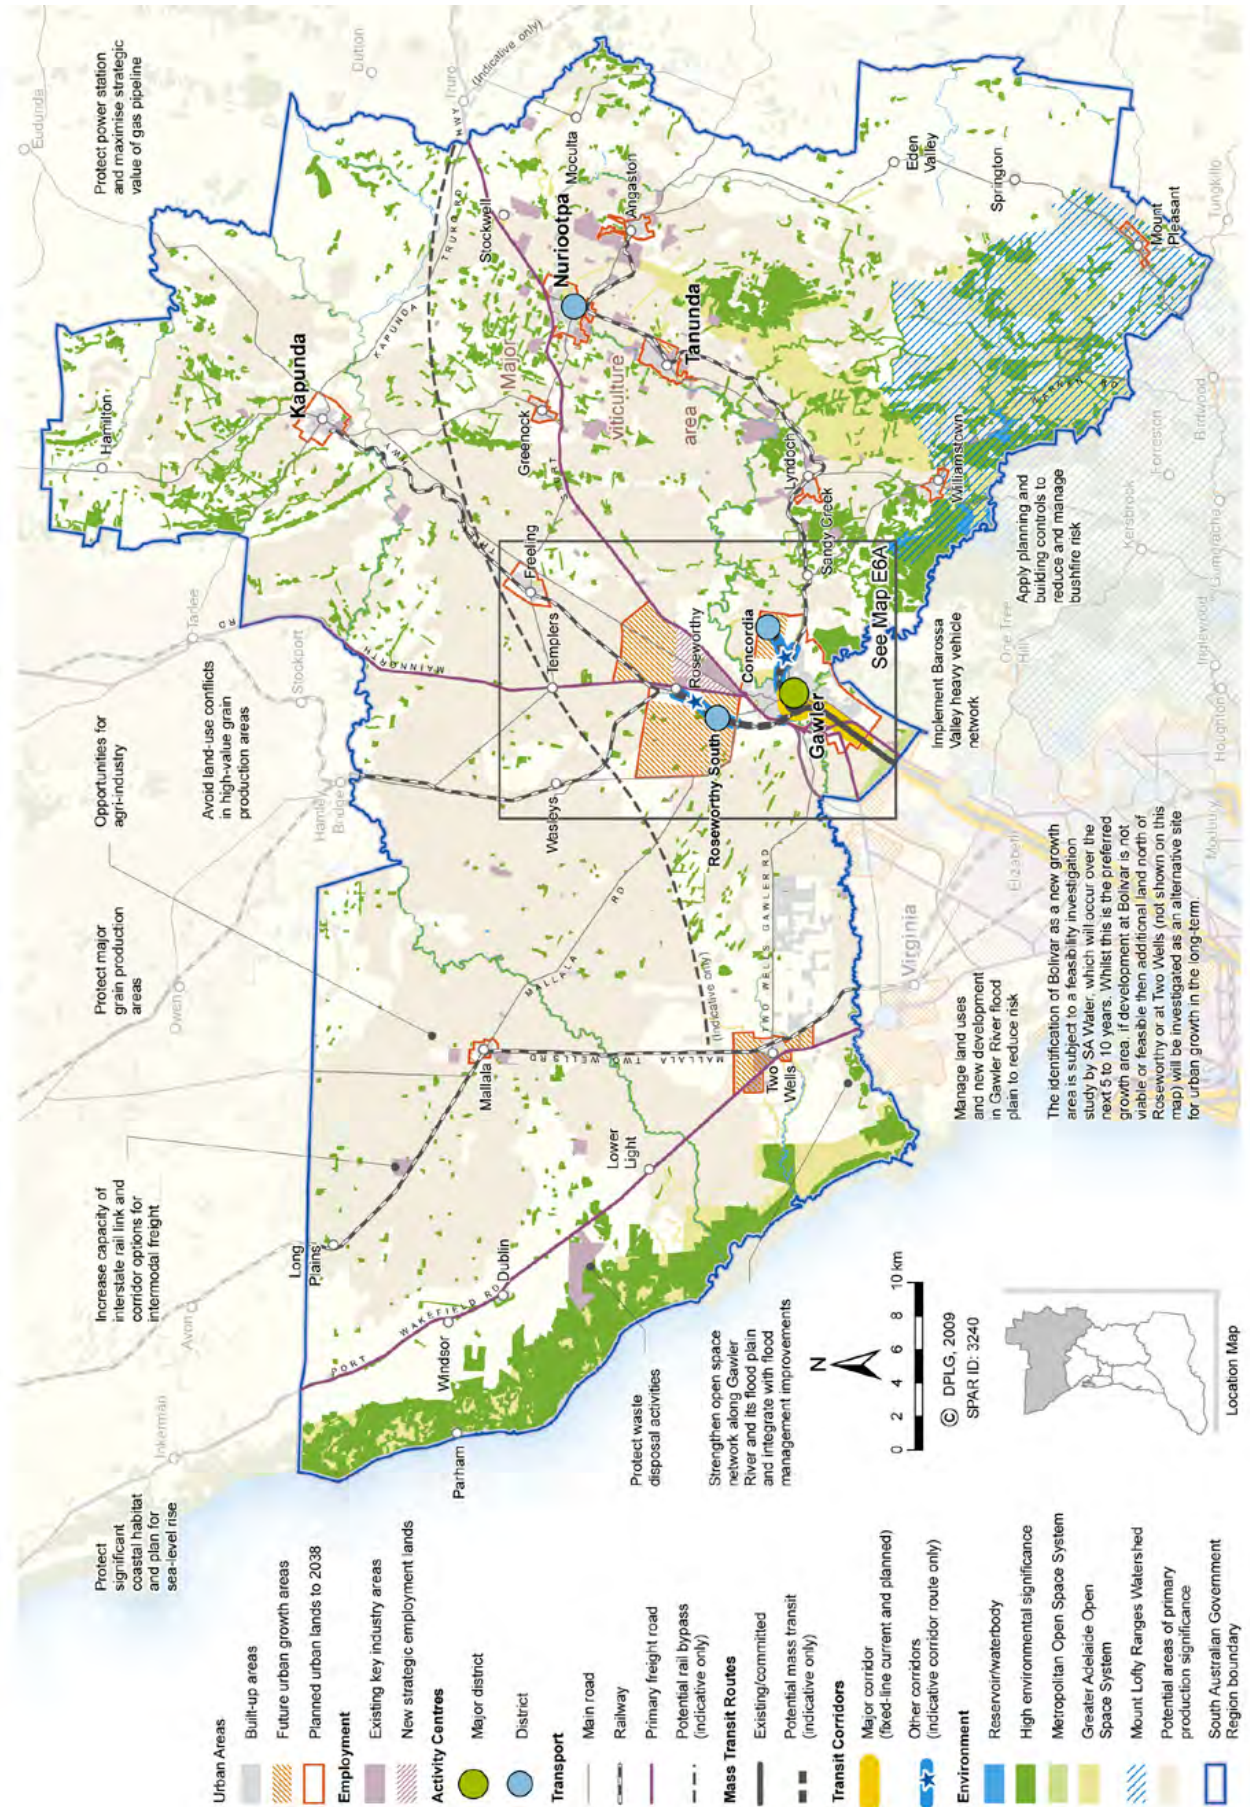 Protect
significant
coastal habitat
and plan for
sea-level rise
Increase capacity of
interstate rail link and
corridor options for
intermodal freight
Protect major
grain production
areas
Opportunities for
agri-industry
Avoid land-use conflicts
in high-value grain
production areas
Protect power station
and maximise strategic
value of gas pipeline
Inkerman
Avon
Owen
Hamley
Bridge
Stockport
Tarlee
Hamilton
Eudunda
Dutton
Truro
(Indicative only)
HWY
Kapunda
KAPUNDA
TRURO RD
Stockwell
Moculta
Nuriootpa
Angaston
Greenock
Major
viticulture
area
Tanunda
Eden
Valley
Springton
Mount
Pleasant
Tungkillo
WARREN RD
Birdwood
Forreston
Gumeracha
Kersbrook
Williamstown
Lyndoch
Sandy Creek
Freeling
Templers
Roseworthy
Concordia
Gawler
Roseworthy South
Wasleys
See Map E6A
MAIN NORTH
RD
STURT
HWY
Long
Plains
PORT
WAKEFIELD RD
Windsor
Dublin
Parham
Lower
Light
Mallala
MALLALA
RD
MALLALA
TWO
WELLS RD
(Indicative only)
TWO WELLS GAWLER RD
Two
Wells
Virginia
Elizabeth
One Tree
Hill
Inglewood
Houghton
Modbury
Protect waste
disposal activities
Strengthen open space
network along Gawler
River and its flood plain
and integrate with flood
management improvements
Manage land uses
and new development
in Gawler River flood
plain to reduce risk
Implement Barossa
Valley heavy vehicle
network
Apply planning and
building controls to
reduce and manage
bushfire risk
The identification of Bolivar as a new growth
area is subject to a feasibility investigation
study by SA Water, which will occur over the
next 5 to 10 years. Whilst this is the preferred
growth area, if development at Bolivar is not
viable or feasible then additional land north of
Roseworthy or at Two Wells (not shown on this
map) will be investigated as an alternative site
for urban growth in the long-term.
N
0 2 4 6 8 10 km
© DPLG, 2009
SPAR ID: 3240
Location Map
Urban Areas
Built-up areas
Future urban growth areas
Planned urban lands to 2038
Employment
Existing key industry areas
New strategic employment lands
Activity Centres
Major district
District
Transport
Main road
Railway
Primary freight road
Potential rail bypass
(indicative only)
Mass Transit Routes
Existing/committed
Potential mass transit
(indicative only)
Transit Corridors
Major corridor
(fixed-line current and planned)
Other corridors
(indicative corridor route only)
Environment
Reservoir/waterbody
High environmental significance
Metropolitan Open Space System
Greater Adelaide Open
Space System
Mount Lofty Ranges Watershed
Potential areas of primary
production significance
South Australian Government
Region boundary